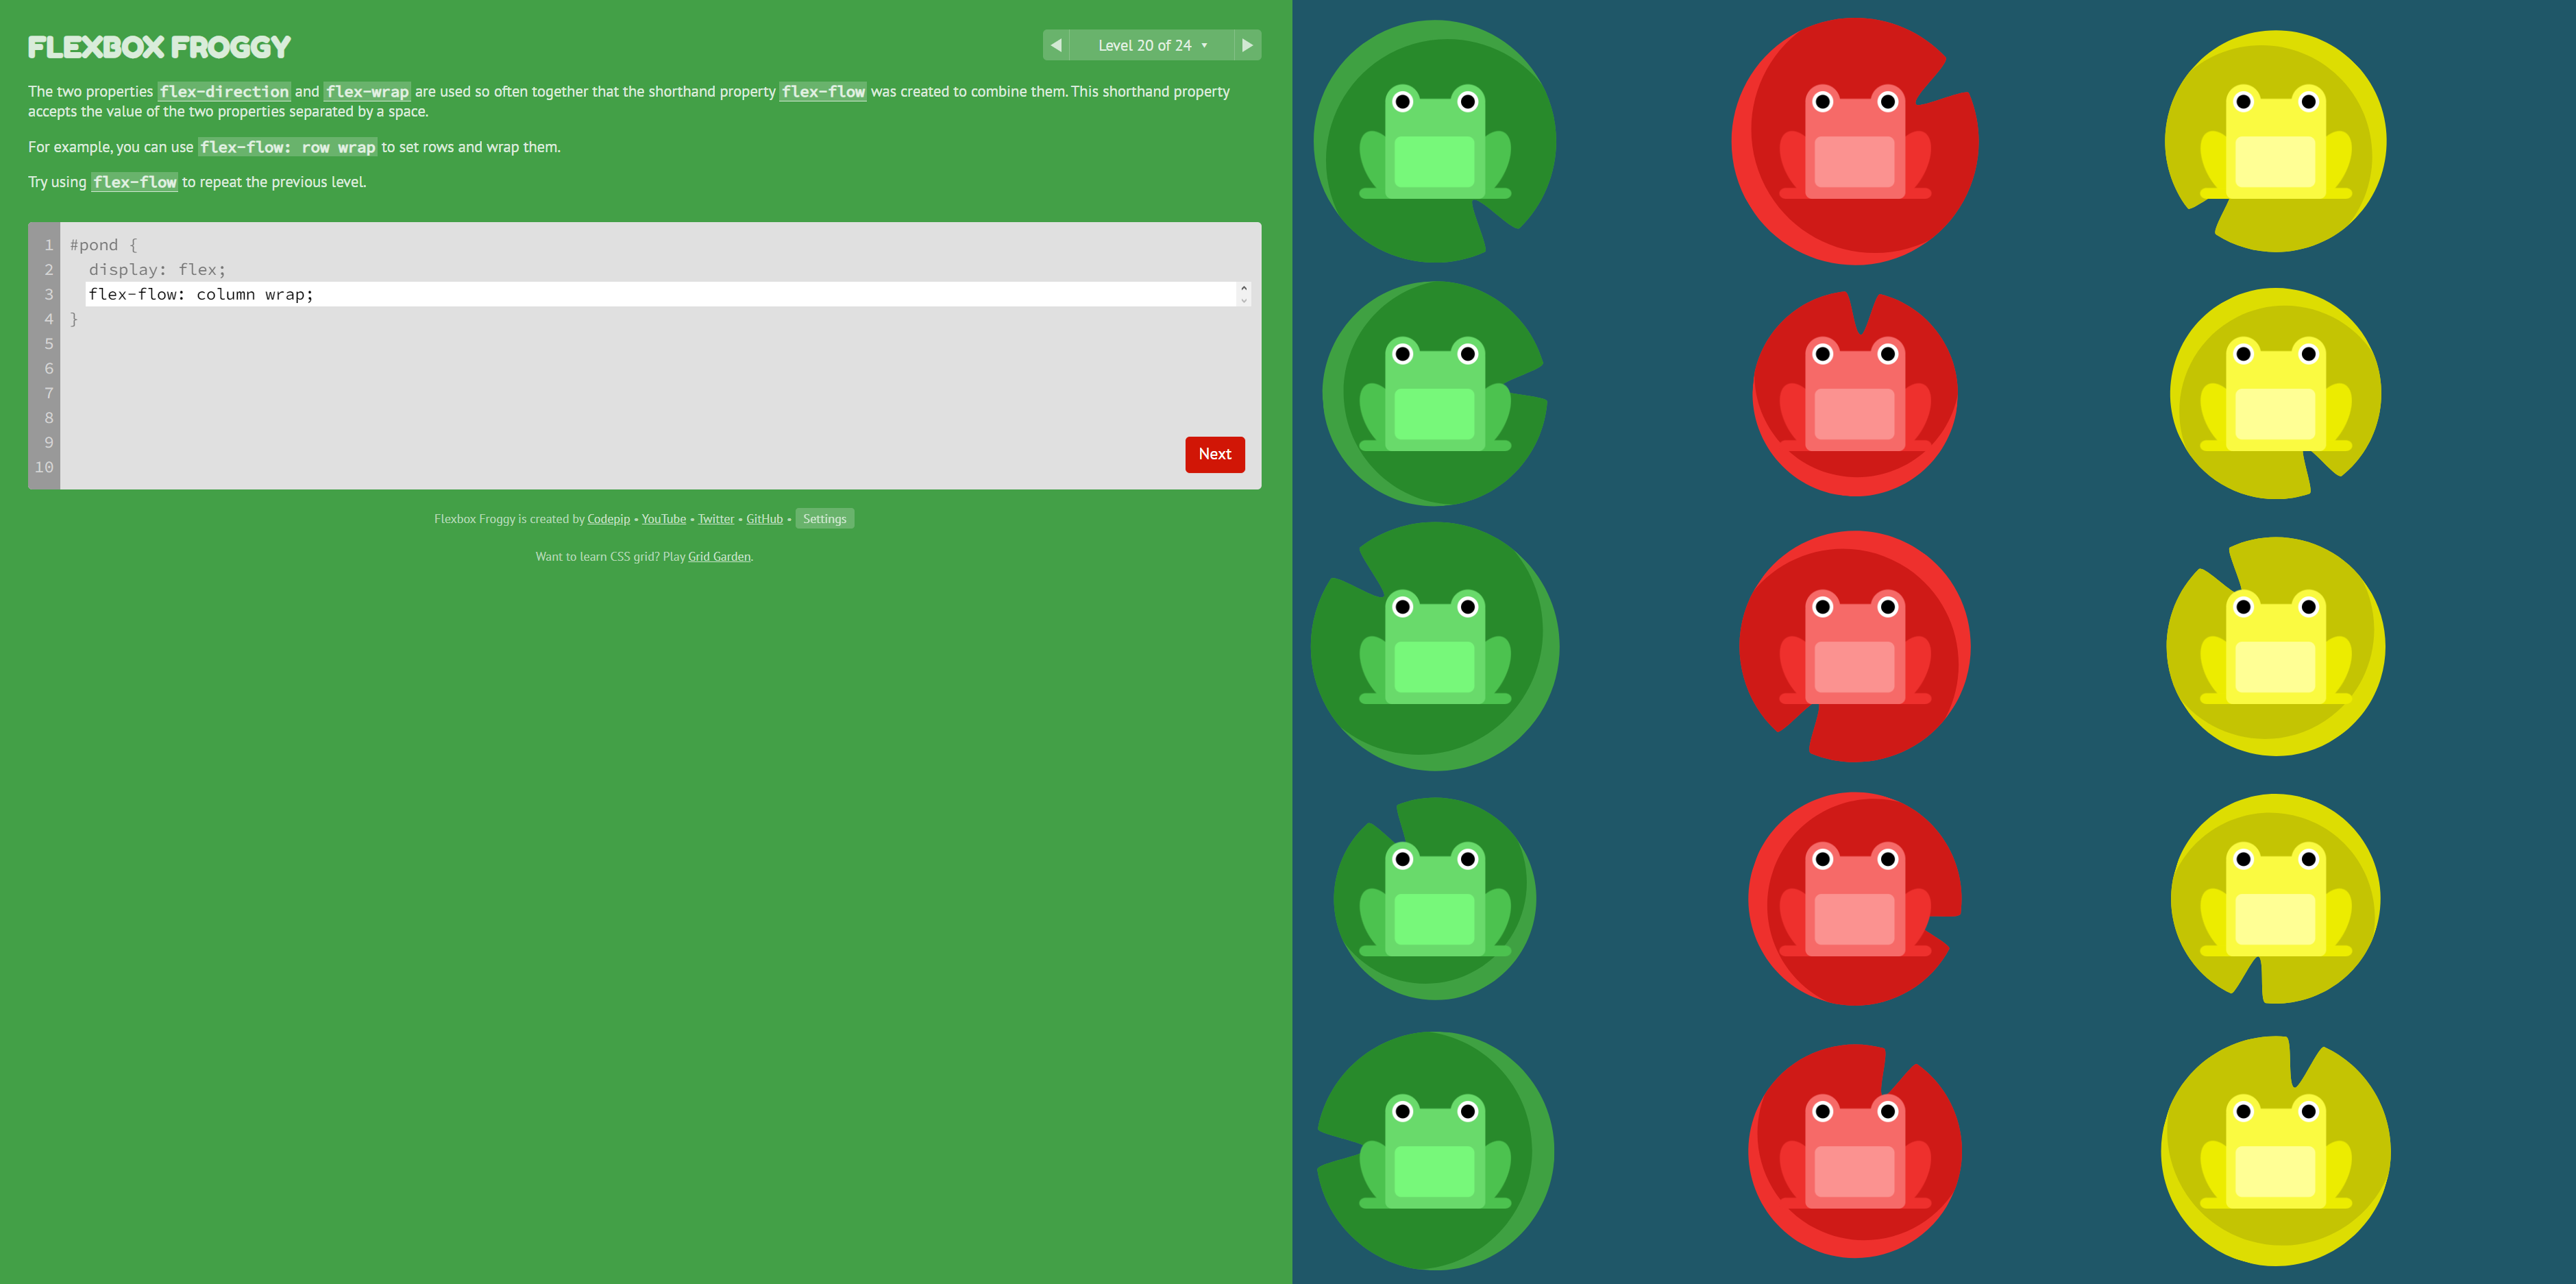 FLEXBOX FROGGY
◀ Level 20 of 24 ▾ ▶
The two properties flex-direction and flex-wrap are used so often together that the shorthand property flex-flow was created to combine them. This shorthand property
accepts the value of the two properties separated by a space.
For example, you can use flex-flow: row wrap to set rows and wrap them.
Try using flex-flow to repeat the previous level.
1 #pond {
2 display: flex;
3 flex-flow: column wrap;
4 }
5
6
7
8
9
10
Next
Flexbox Froggy is created by Codepip • YouTube • Twitter • GitHub • Settings
Want to learn CSS grid? Play Grid Garden.